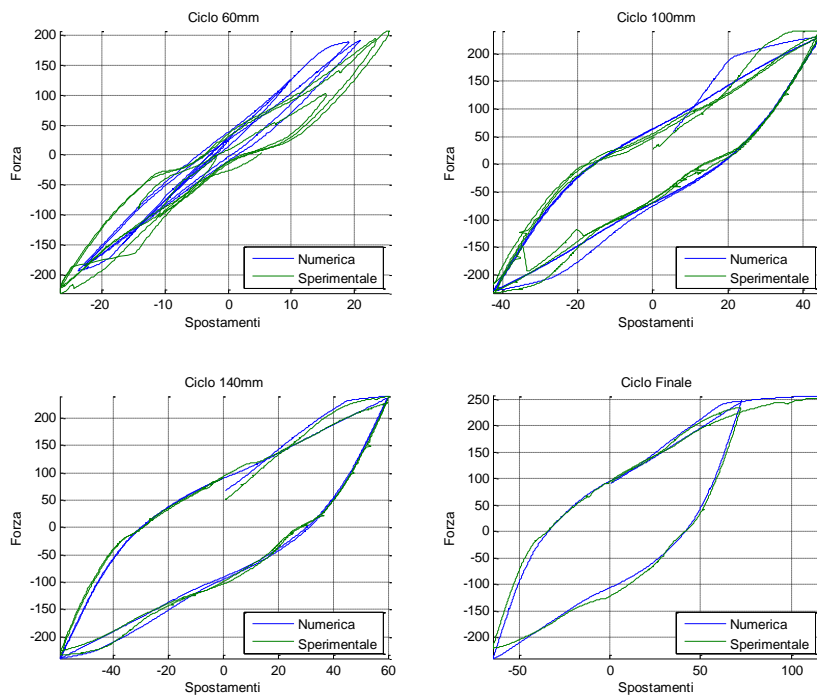 Ciclo 60mm
200
150
100
50
0
-50
-100
-150
-200
Forza
-20
-10
0
10
20
Spostamenti
Numerica
Sperimentale
Ciclo 100mm
200
150
100
50
0
-50
-100
-150
-200
Forza
-40
-20
0
20
40
Spostamenti
Numerica
Sperimentale
Ciclo 140mm
200
150
100
50
0
-50
-100
-150
-200
Forza
-40
-20
0
20
40
60
Spostamenti
Numerica
Sperimentale
Ciclo Finale
250
200
150
100
50
0
-50
-100
-150
-200
Forza
-50
0
50
100
Spostamenti
Numerica
Sperimentale